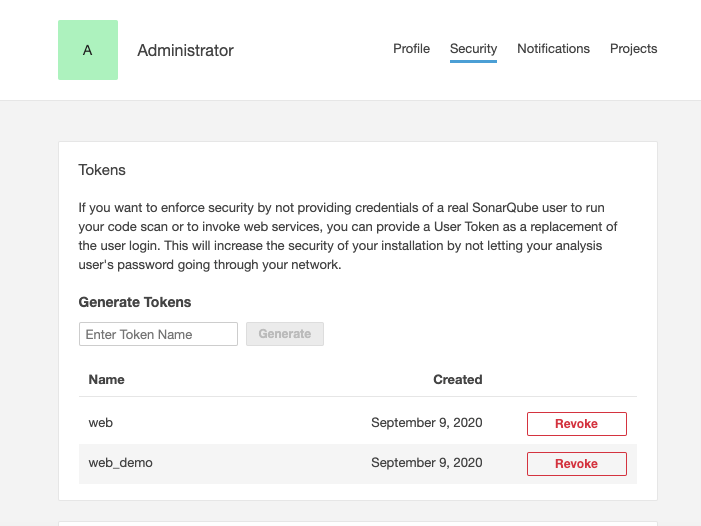 A
Administrator
Profile Security Notifications Projects
Tokens
If you want to enforce security by not providing credentials of a real SonarQube user to run
your code scan or to invoke web services, you can provide a User Token as a replacement of
the user login. This will increase the security of your installation by not letting your analysis
user's password going through your network.
Generate Tokens
Enter Token Name Generate
Name Created
web September 9, 2020 Revoke
web_demo September 9, 2020 Revoke